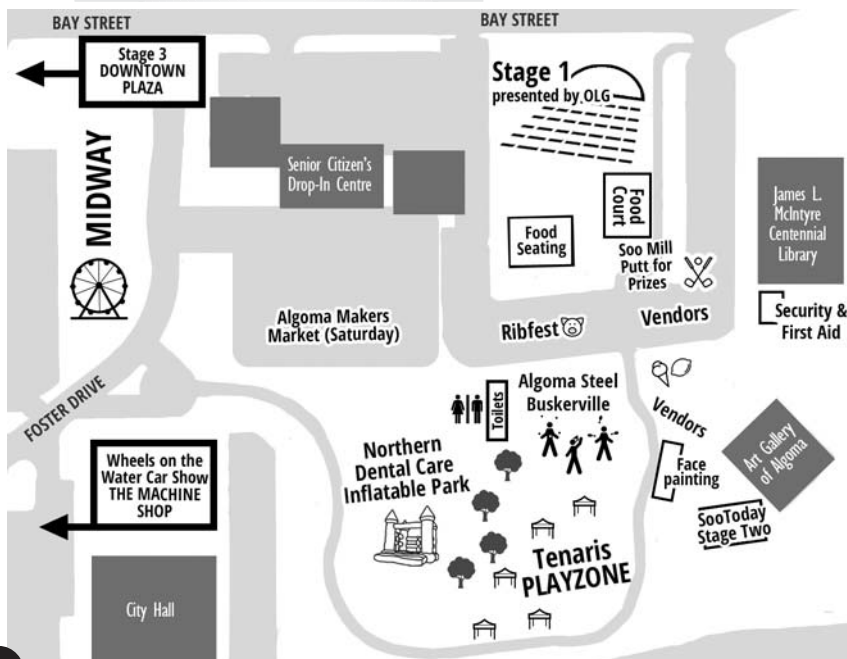 BAY STREET
BAY STREET
Stage 3
DOWNTOWN
PLAZA
Stage 1
presented by OLG
MIDWAY
Senior Citizen's
Drop-In Centre
Food
Court
James L.
McIntyre
Centennial
Library
Food
Seating
Soo Mill
Putt for
Prizes
Algoma Makers
Market (Saturday)
Ribfest
Vendors
Security &
First Aid
FOSTER DRIVE
Toilets
Algoma Steel
Buskerville
Vendors
Wheels on the
Water Car Show
THE MACHINE
SHOP
Northern
Dental Care
Inflatable Park
Face
painting
Art Gallery
of Algoma
SooToday
Stage Two
Tenaris
PLAYZONE
City Hall